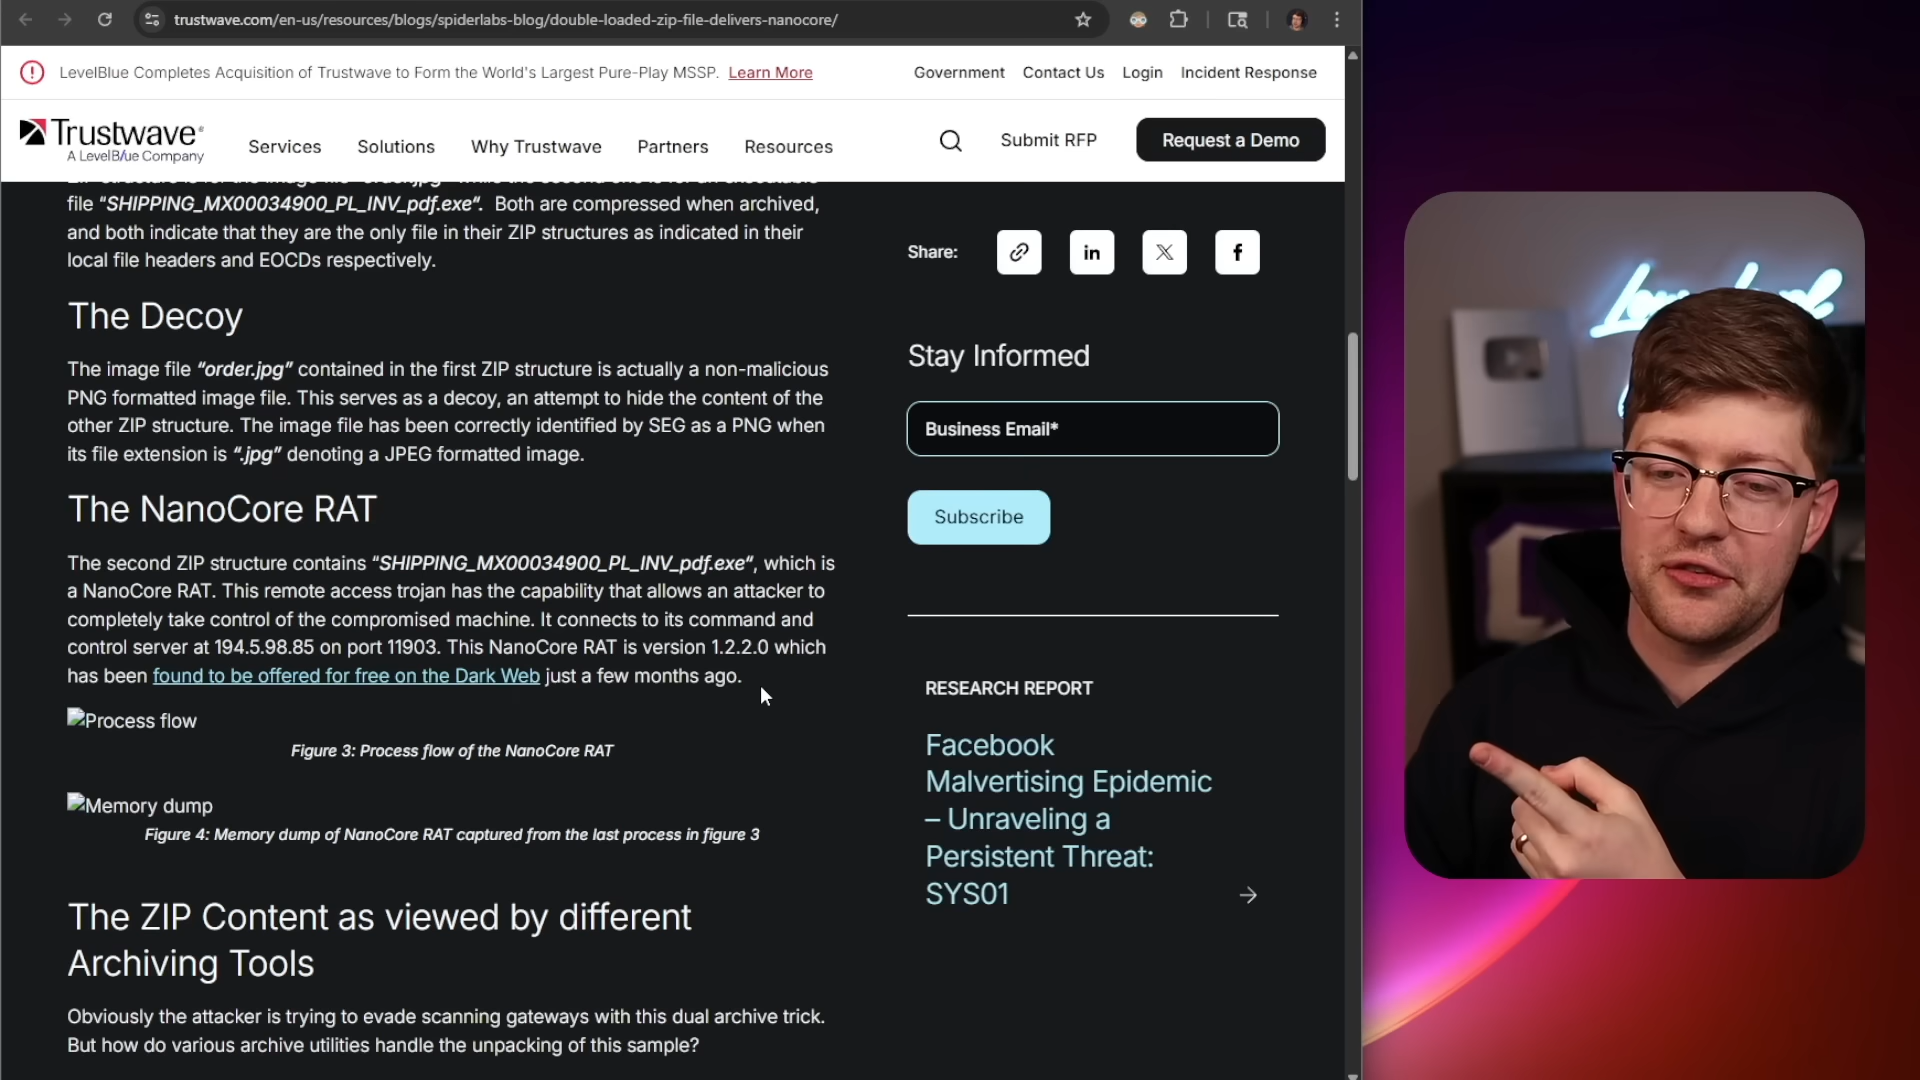 trustwave.com/en-us/resources/blogs/spiderlabs-blog/double-loaded-zip-file-delivers-nanocore/
LevelBlue Completes Acquisition of Trustwave to Form the World's Largest Pure-Play MSSP. Learn More
Government Contact Us Login Incident Response
Trustwave®
A LevelBlue Company
Services Solutions Why Trustwave Partners Resources
Submit RFP
Request a Demo
file "SHIPPING_MX00034900_PL_INV_pdf.exe". Both are compressed when archived,
and both indicate that they are the only file in their ZIP structures as indicated in their
local file headers and EOCDs respectively.
The Decoy
The image file "order.jpg" contained in the first ZIP structure is actually a non-malicious
PNG formatted image file. This serves as a decoy, an attempt to hide the content of the
other ZIP structure. The image file has been correctly identified by SEG as a PNG when
its file extension is ".jpg" denoting a JPEG formatted image.
The NanoCore RAT
The second ZIP structure contains "SHIPPING_MX00034900_PL_INV_pdf.exe", which is
a NanoCore RAT. This remote access trojan has the capability that allows an attacker to
completely take control of the compromised machine. It connects to its command and
control server at 194.5.98.85 on port 11903. This NanoCore RAT is version 1.2.2.0 which
has been found to be offered for free on the Dark Web just a few months ago.
Process flow
Figure 3: Process flow of the NanoCore RAT
Memory dump
Figure 4: Memory dump of NanoCore RAT captured from the last process in figure 3
The ZIP Content as viewed by different
Archiving Tools
Obviously the attacker is trying to evade scanning gateways with this dual archive trick.
But how do various archive utilities handle the unpacking of this sample?
Share:
in
X
f
Stay Informed
Business Email*
Subscribe
RESEARCH REPORT
Facebook
Malvertising Epidemic
– Unraveling a
Persistent Threat:
SYS01